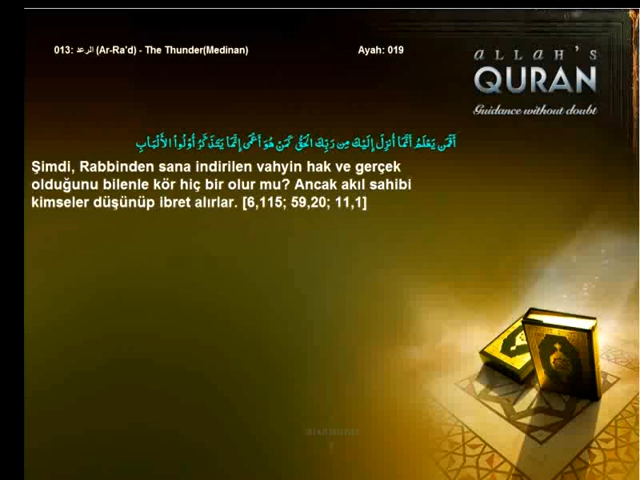 013: الرعد (Ar-Ra'd) - The Thunder(Medinan) Ayah: 019
ALLAH'S
QURAN
Guidance without doubt
أَفَمَن يَعْلَمُ أَنَّمَا أُنزِلَ إِلَيْكَ مِن رَبِّكَ الْحَقُّ كَمَنْ هُوَ أَعْمَى إِنَّمَا يَتَذَكَّرُ أُوْلُواْ الأَلْبَابِ
Şimdi, Rabbinden sana indirilen vahyin hak ve gerçek
olduğunu bilenle kör hiç bir olur mu? Ancak akıl sahibi
kimseler düşünüp ibret alırlar. [6,115; 59,20; 11,1]